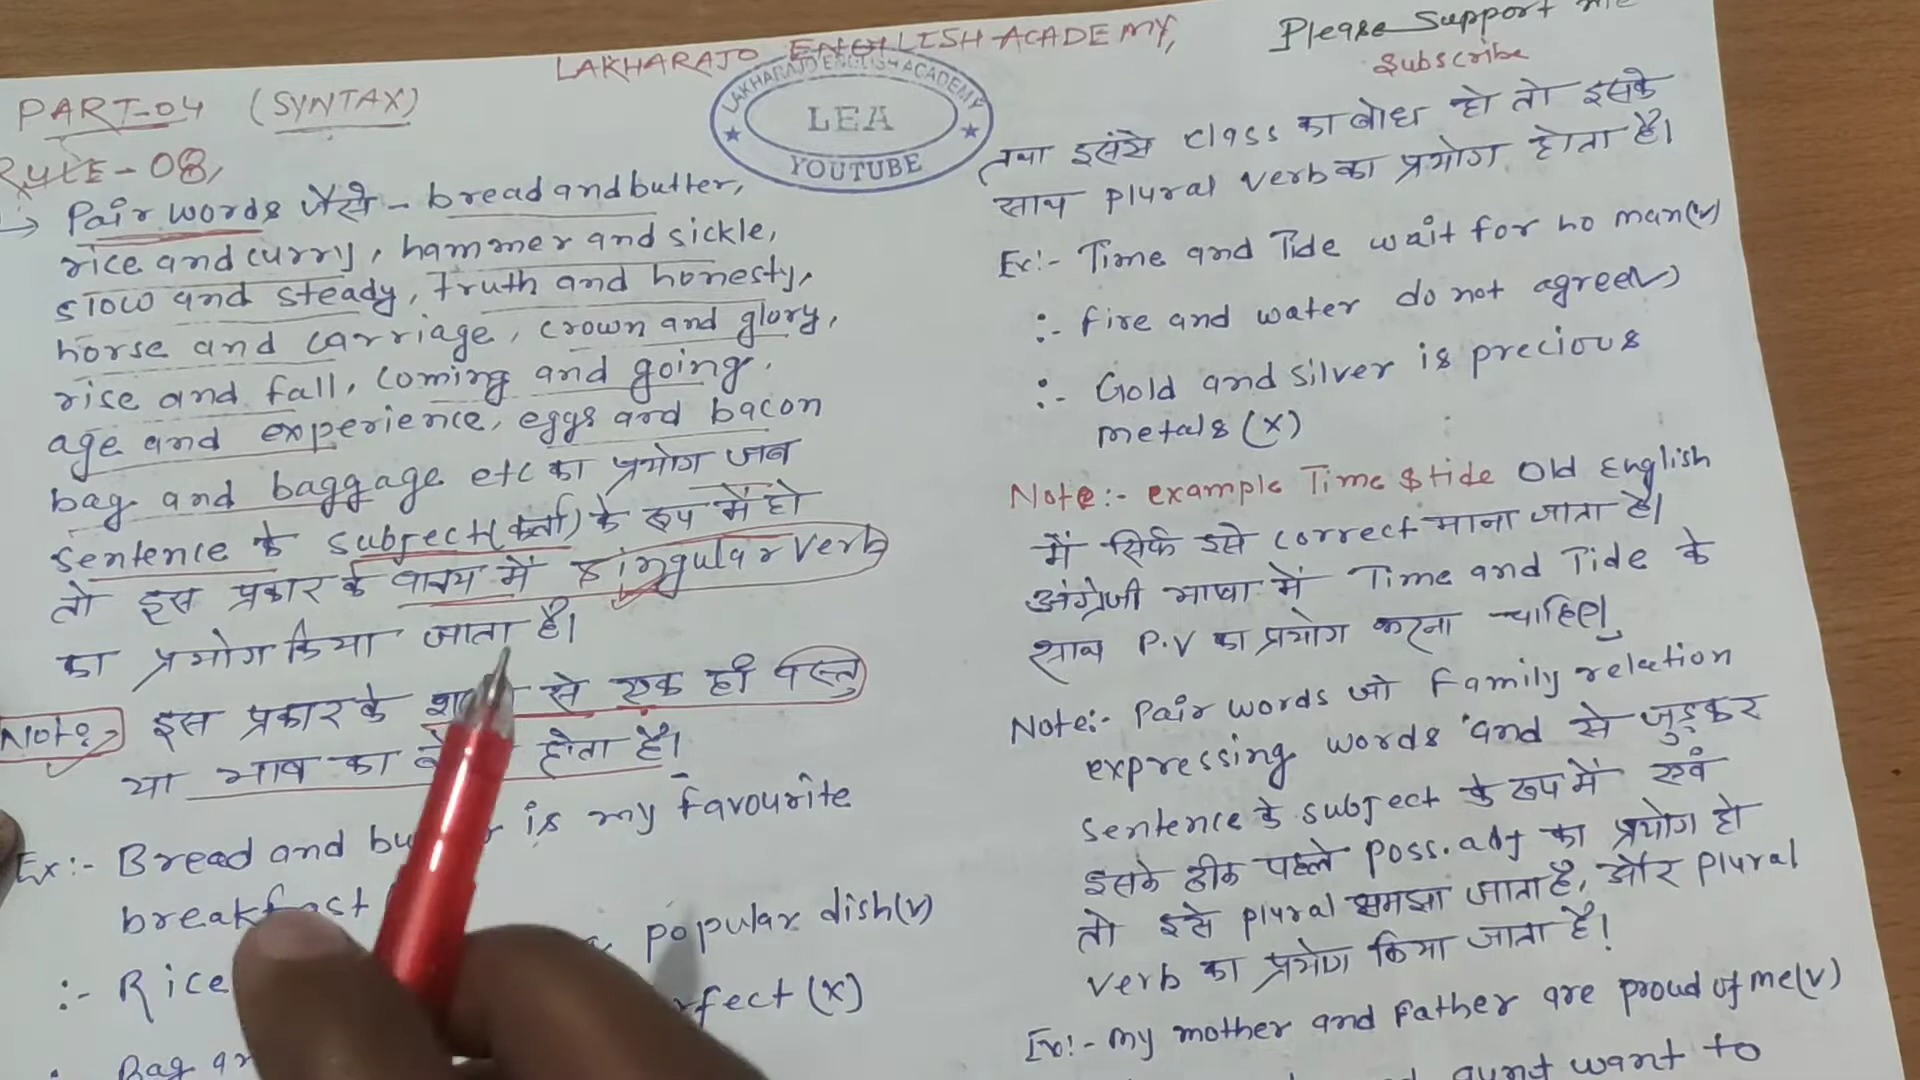 LAKHARAJO ENGLISH ACADEMY,
Please Support me
Subscribe
LAKHARAJO ENGLISH ACADEMY
LEA
YOUTUBE
PART-04 (SYNTAX)
RULE-08,
→ Pair words जैसे - bread and butter,
rice and curry, hammer and sickle,
slow and steady, truth and honesty,
horse and carriage, crown and glory,
rise and fall, coming and going,
age and experience, eggs and bacon
bag and baggage etc का प्रयोग जब
sentence के subject (कर्ता) के रूप में हो
तो इस प्रकार के वाक्य में singular verb
का प्रयोग किया जाता है।
Note:- इस प्रकार के से एक ही वस्तु
या भाव का होता है।
Ex:- Bread and is my favourite
breakfast
:- Rice popular dish (v)
(x)
Bag
तथा इससे class का बोध हो तो इसके
साथ plural verb का प्रयोग होता है।
Ex:- Time and Tide wait for no man (v)
:- fire and water do not agree (v)
:- Gold and silver is precious
metals (x)
Note:- example Time & tide Old English
में सिर्फ इसे correct माना जाता है।
अंग्रेजी भाषा में Time and Tide के
साथ P.V का प्रयोग करना चाहिए।
Note:- Pair words जो family relation
expressing words 'and से जुड़कर
sentence के subject के रूप में एवं
इसके ठीक पहले poss. adj का प्रयोग हो
तो इसे plural समझा जाता है, और plural
verb का प्रयोग किया जाता है।
Ex:- my mother and father are proud of me (v)
aunt want to